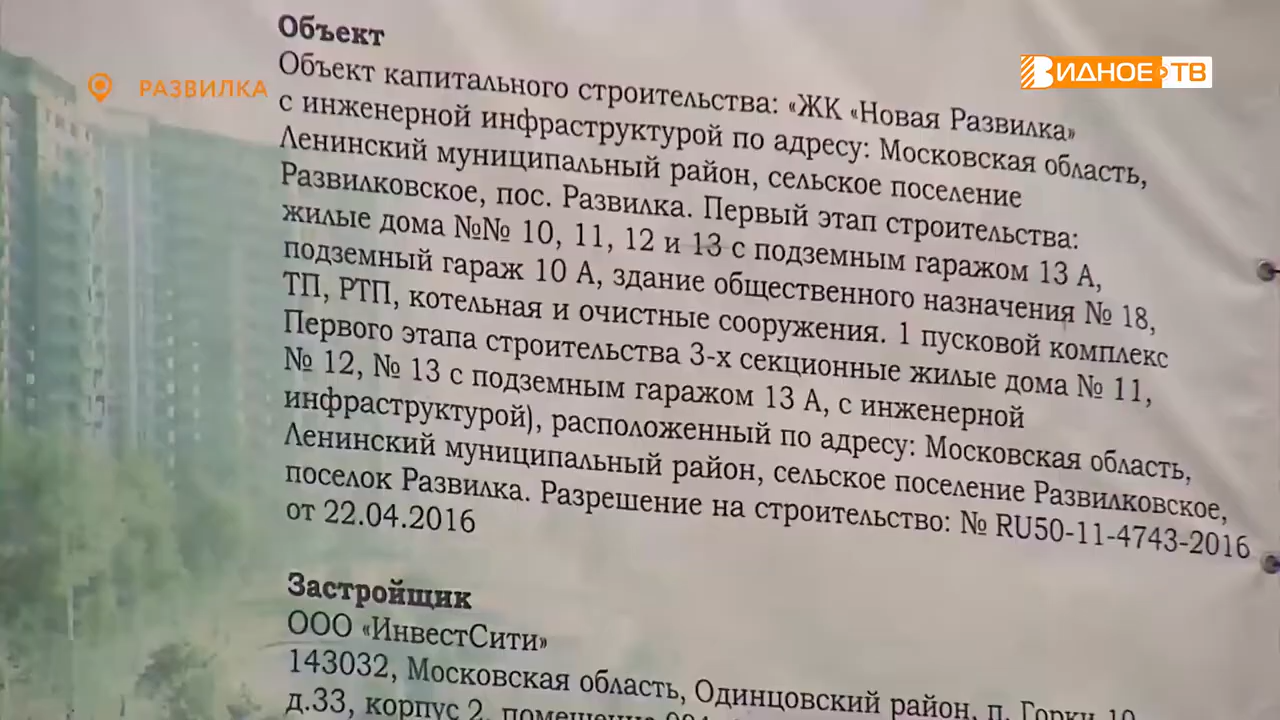 РАЗВИЛКА
ВИДНОЕ ТВ
Объект
Объект капитального строительства: «ЖК «Новая Развилка»
с инженерной инфраструктурой по адресу: Московская область,
Ленинский муниципальный район, сельское поселение
Развилковское, пос. Развилка. Первый этап строительства:
жилые дома №№ 10, 11, 12 и 13 с подземным гаражом 13 А,
подземный гараж 10 А, здание общественного назначения № 18,
ТП, РТП, котельная и очистные сооружения. 1 пусковой комплекс
Первого этапа строительства 3-х секционные жилые дома № 11,
№ 12, № 13 с подземным гаражом 13 А, с инженерной
инфраструктурой), расположенный по адресу: Московская область,
Ленинский муниципальный район, сельское поселение Развилковское,
поселок Развилка. Разрешение на строительство: № RU50-11-4743-2016
от 22.04.2016
Застройщик
ООО «ИнвестСити»
143032, Московская область, Одинцовский район, п. Горки 10,
д.33, корпус 2, помещение